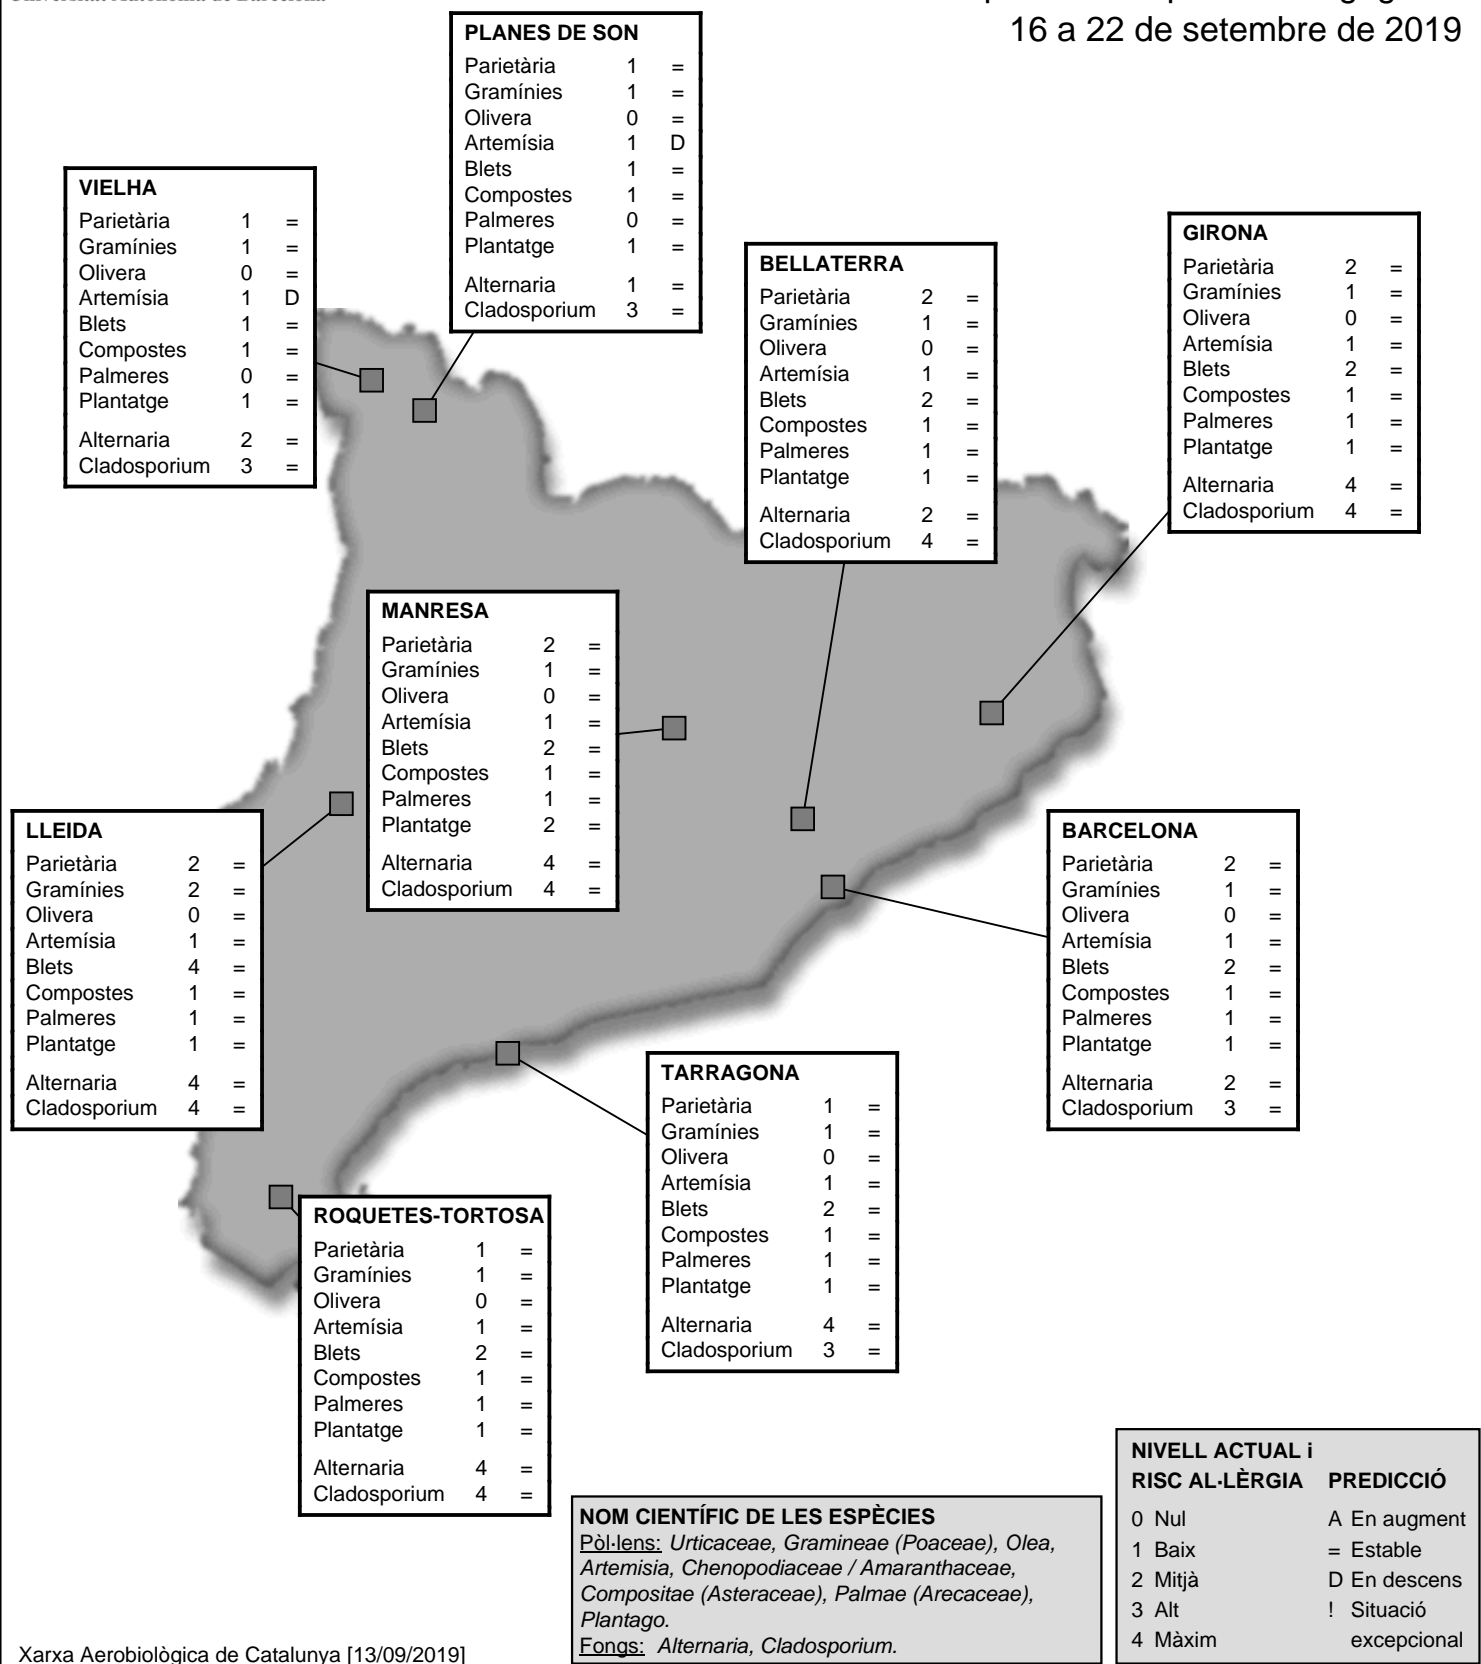 16 a 22 de setembre de 2019
PLANES DE SON
Parietària 1 =
Gramínies 1 =
Olivera 0 =
Artemísia 1 D
Blets 1 =
Compostes 1 =
Palmeres 0 =
Plantatge 1 =
Alternaria 1 =
Cladosporium 3 =
VIELHA
Parietària 1 =
Gramínies 1 =
Olivera 0 =
Artemísia 1 D
Blets 1 =
Compostes 1 =
Palmeres 0 =
Plantatge 1 =
Alternaria 2 =
Cladosporium 3 =
BELLATERRA
Parietària 2 =
Gramínies 1 =
Olivera 0 =
Artemísia 1 =
Blets 2 =
Compostes 1 =
Palmeres 1 =
Plantatge 1 =
Alternaria 2 =
Cladosporium 4 =
GIRONA
Parietària 2 =
Gramínies 1 =
Olivera 0 =
Artemísia 1 =
Blets 2 =
Compostes 1 =
Palmeres 1 =
Plantatge 1 =
Alternaria 4 =
Cladosporium 4 =
MANRESA
Parietària 2 =
Gramínies 1 =
Olivera 0 =
Artemísia 1 =
Blets 2 =
Compostes 1 =
Palmeres 1 =
Plantatge 2 =
Alternaria 4 =
Cladosporium 4 =
LLEIDA
Parietària 2 =
Gramínies 2 =
Olivera 0 =
Artemísia 1 =
Blets 4 =
Compostes 1 =
Palmeres 1 =
Plantatge 1 =
Alternaria 4 =
Cladosporium 4 =
BARCELONA
Parietària 2 =
Gramínies 1 =
Olivera 0 =
Artemísia 1 =
Blets 2 =
Compostes 1 =
Palmeres 1 =
Plantatge 1 =
Alternaria 2 =
Cladosporium 3 =
TARRAGONA
Parietària 1 =
Gramínies 1 =
Olivera 0 =
Artemísia 1 =
Blets 2 =
Compostes 1 =
Palmeres 1 =
Plantatge 1 =
Alternaria 4 =
Cladosporium 3 =
ROQUETES-TORTOSA
Parietària 1 =
Gramínies 1 =
Olivera 0 =
Artemísia 1 =
Blets 2 =
Compostes 1 =
Palmeres 1 =
Plantatge 1 =
Alternaria 4 =
Cladosporium 4 =
NOM CIENTÍFIC DE LES ESPÈCIES
Pòl·lens: Urticaceae, Gramineae (Poaceae), Olea,
Artemisia, Chenopodiaceae / Amaranthaceae,
Compositae (Asteraceae), Palmae (Arecaceae),
Plantago.
Fongs: Alternaria, Cladosporium.
NIVELL ACTUAL i
RISC AL·LÈRGIA PREDICCIÓ
0 Nul A En augment
1 Baix = Estable
2 Mitjà D En descens
3 Alt ! Situació
4 Màxim excepcional
Xarxa Aerobiològica de Catalunya [13/09/2019]